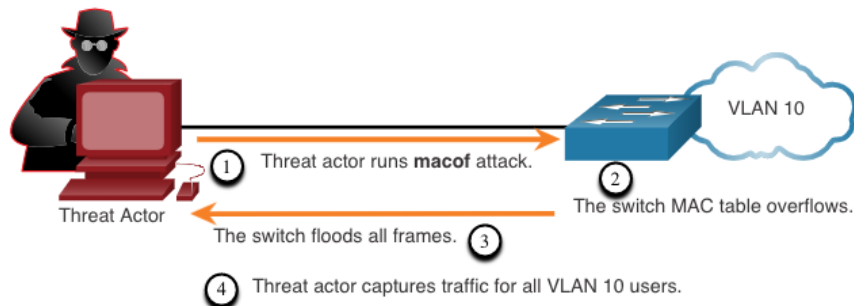 VLAN 10
1 Threat actor runs macof attack.
2
Threat Actor
The switch MAC table overflows.
The switch floods all frames. 3
4 Threat actor captures traffic for all VLAN 10 users.